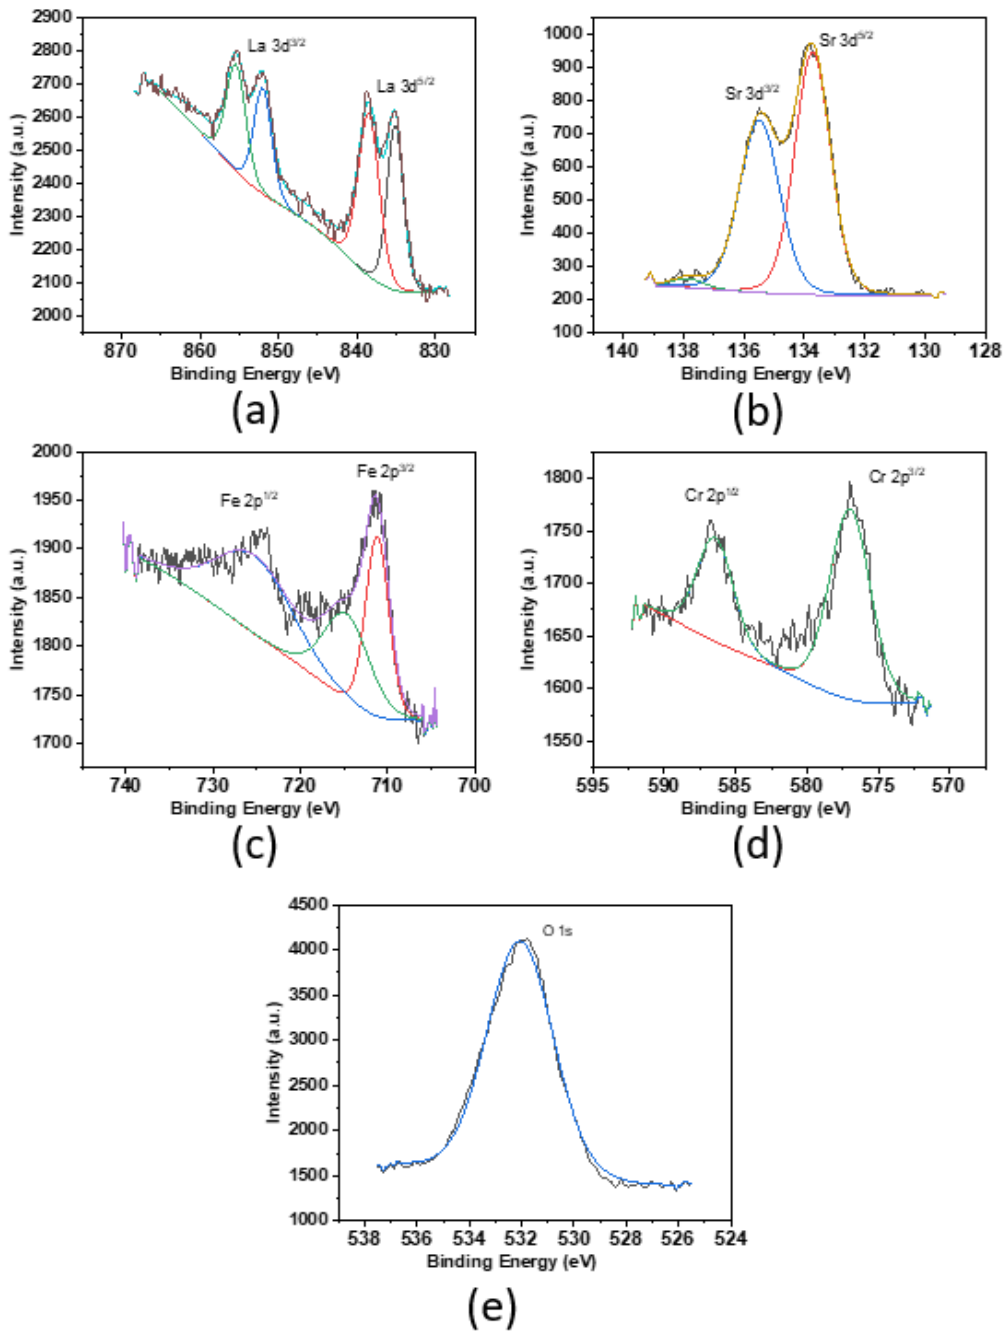 2900
2800
2700
2600
2500
2400
2300
2200
2100
2000
Intensity (a.u.)
La 3d3/2
La 3d5/2
870 860 850 840 830
Binding Energy (eV)
(a)
1000
900
800
700
600
500
400
300
200
100
Intensity (a.u.)
Sr 3d5/2
Sr 3d3/2
140 138 136 134 132 130 128
Binding Energy (eV)
(b)
2000
1950
1900
1850
1800
1750
1700
Intensity (a.u.)
Fe 2p3/2
Fe 2p1/2
740 730 720 710 700
Binding Energy (eV)
(c)
1800
1750
1700
1650
1600
1550
Intensity (a.u.)
Cr 2p3/2
Cr 2p1/2
595 590 585 580 575 570
Binding Energy (eV)
(d)
4500
4000
3500
3000
2500
2000
1500
1000
Intensity (a.u.)
O 1s
538 536 534 532 530 528 526 524
Binding Energy (eV)
(e)